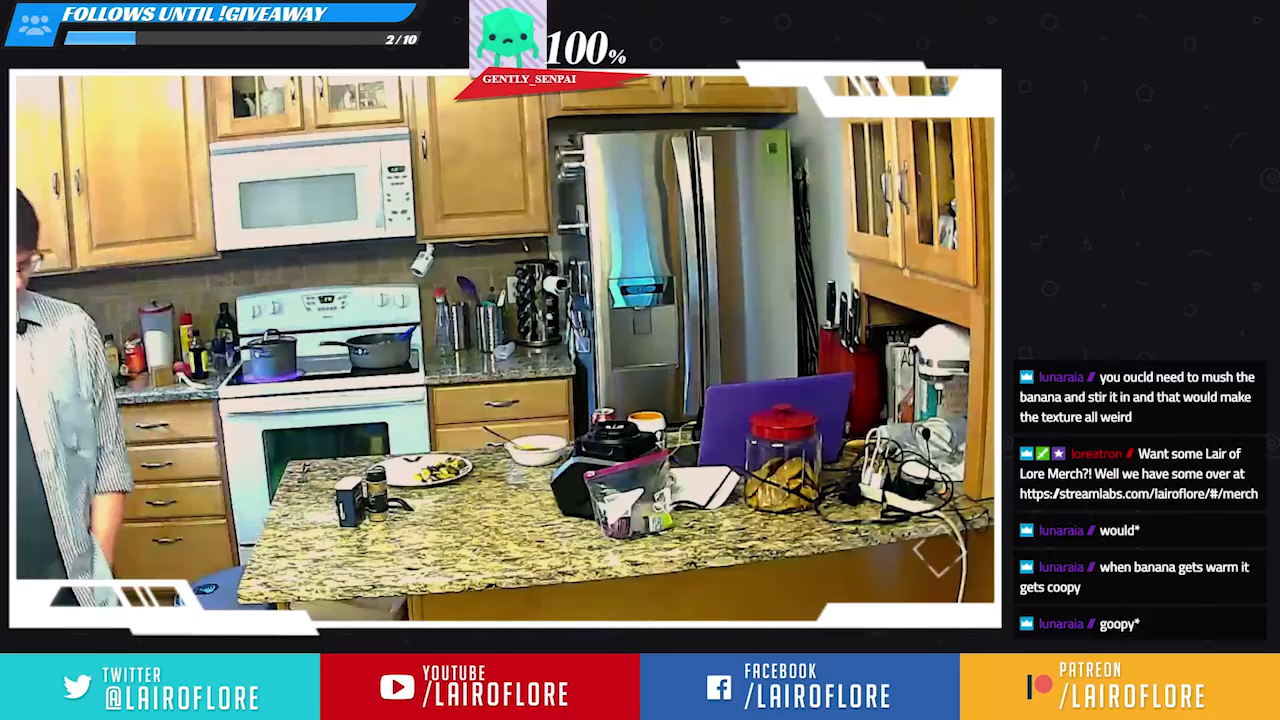 FOLLOWS UNTIL !GIVEAWAY
2 / 10
100%
GENTLY_SENPAI
lunaraia // you oucld need to mush the
banana and stir it in and that would make
the texture all weird
loreatron // Want some Lair of
Lore Merch?! Well we have some over at
https://streamlabs.com/lairoflore/#/merch
lunaraia // would*
lunaraia // when banana gets warm it
gets coopy
lunaraia // goopy*
TWITTER
@LAIROFLORE
YOUTUBE
/LAIROFLORE
FACEBOOK
/LAIROFLORE
PATREON
/LAIROFLORE